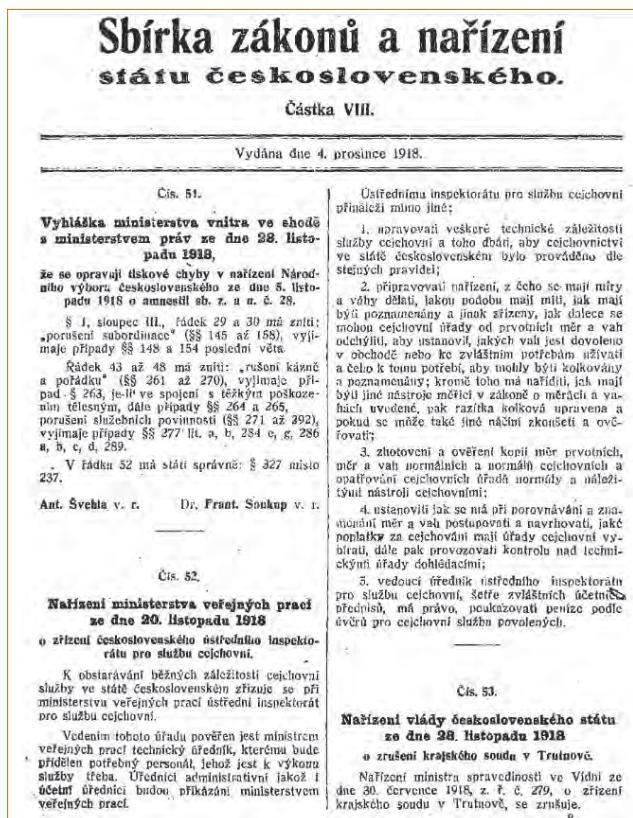 Sbírka zákonů a nařízení
státu československého.
Částka VIII.
Vydána dne 4. prosince 1918.
Čís. 51.
Vyhláška ministerstva vnitra ve shodě
s ministerstvem práv ze dne 28. listo-
padu 1918,
že se opravují tiskové chyby v nařízení Národ-
ního výboru československého ze dne 5. listo-
padu 1918 o amnestii sb. z. a n. č. 28.
§ 1, sloupec III., řádek 29 a 30 má zníti:
„porušení subordinace“ (§§ 145 až 158), vyjí-
maje případy §§ 148 a 154 poslední věta.
Řádek 43 až 48 má zníti: „rušení kázně
a pořádku“ (§§ 261 až 270), vyjímaje pří-
pad § 263, je-li ve spojení s těžkým poškoze-
ním tělesným, dále případy §§ 264 a 265,
porušení služebních povinností (§§ 271 až 292),
vyjímaje případy §§ 277 lit. a, b, 284 e, g, 286
a, b, c, d, 289.
V řádku 52 má státi správně: § 327 místo
237.
Ant. Švehla v. r. Dr. Frant. Soukup v. r.
Čís. 52.
Nařízení ministerstva veřejných prací
ze dne 20. listopadu 1918
o zřízení československého ústředního inspekto-
rátu pro službu cejchovní.
K obstarávání běžných záležitostí cejchovní
služby ve státě československém zřizuje se při
ministerstvu veřejných prací ústřední inspektorát
pro službu cejchovní.
Vedením tohoto úřadu pověřen jest ministrem
veřejných prací technický úředník, kterému bude
přidělen potřebný personál, jehož jest k výkonu
služby třeba. Úředníci administrativní jakož i
účetní úředníci budou přikázáni ministerstvem
veřejných prací.
Ústřednímu inspektorátu pro službu cejchovní
přináleží mimo jiné:
1. upravovati veškeré technické záležitosti
služby cejchovní a toho dbáti, aby cejchovnictví
ve státě československém bylo prováděno dle
stejných pravidel;
2. připravovati nařízení, z čeho se mají míry
a váhy dělati, jakou podobu mají míti, jak mají
býti poznamenány a jinak zřízeny, jak dalece se
mohou cejchovní úřady od prvotních měr a vah
odchýliti, aby ustanovil, jakých vah jest dovoleno
v obchodě nebo ke zvláštním potřebám užívati
a čeho k tomu potřebí, aby mohly býti kolkovány
a poznamenány; kromě toho má naříditi, jak mají
býti jiné nástroje měřicí v zákoně o měrách a va-
hách uvedené, pak razítka kolková upravena a
pokud se může také jiné náčiní zkoušeti a ově-
řovati;
3. zhotovení a ověření kopií měr prvotních,
měr a vah normálních a normálů cejchovních a
opatřování cejchovních úřadů normály a náleži-
tými nástroji cejchovními;
4. ustanoviti jak se má při porovnávání a zna-
menání měr a vah postupovati a navrhovati, jaké
poplatky za cejchování mají úřady cejchovní vy-
bírati, dále pak provozovati kontrolu nad technic-
kými úřady dohlédacími;
5. vedoucí úředník ústředního inspektorátu
pro službu cejchovní, šetře zvláštních účetních
předpisů, má právo, poukazovati peníze podle
úvěrů pro cejchovní službu povolených.
Čís. 53.
Nařízení vlády československého státu
ze dne 28. listopadu 1918
o zrušení krajského soudu v Trutnově.
Nařízení ministra spravedlnosti ve Vídni ze
dne 30. července 1918, z. ř. č. 279, o zřízení
krajského soudu v Trutnově, se zrušuje.